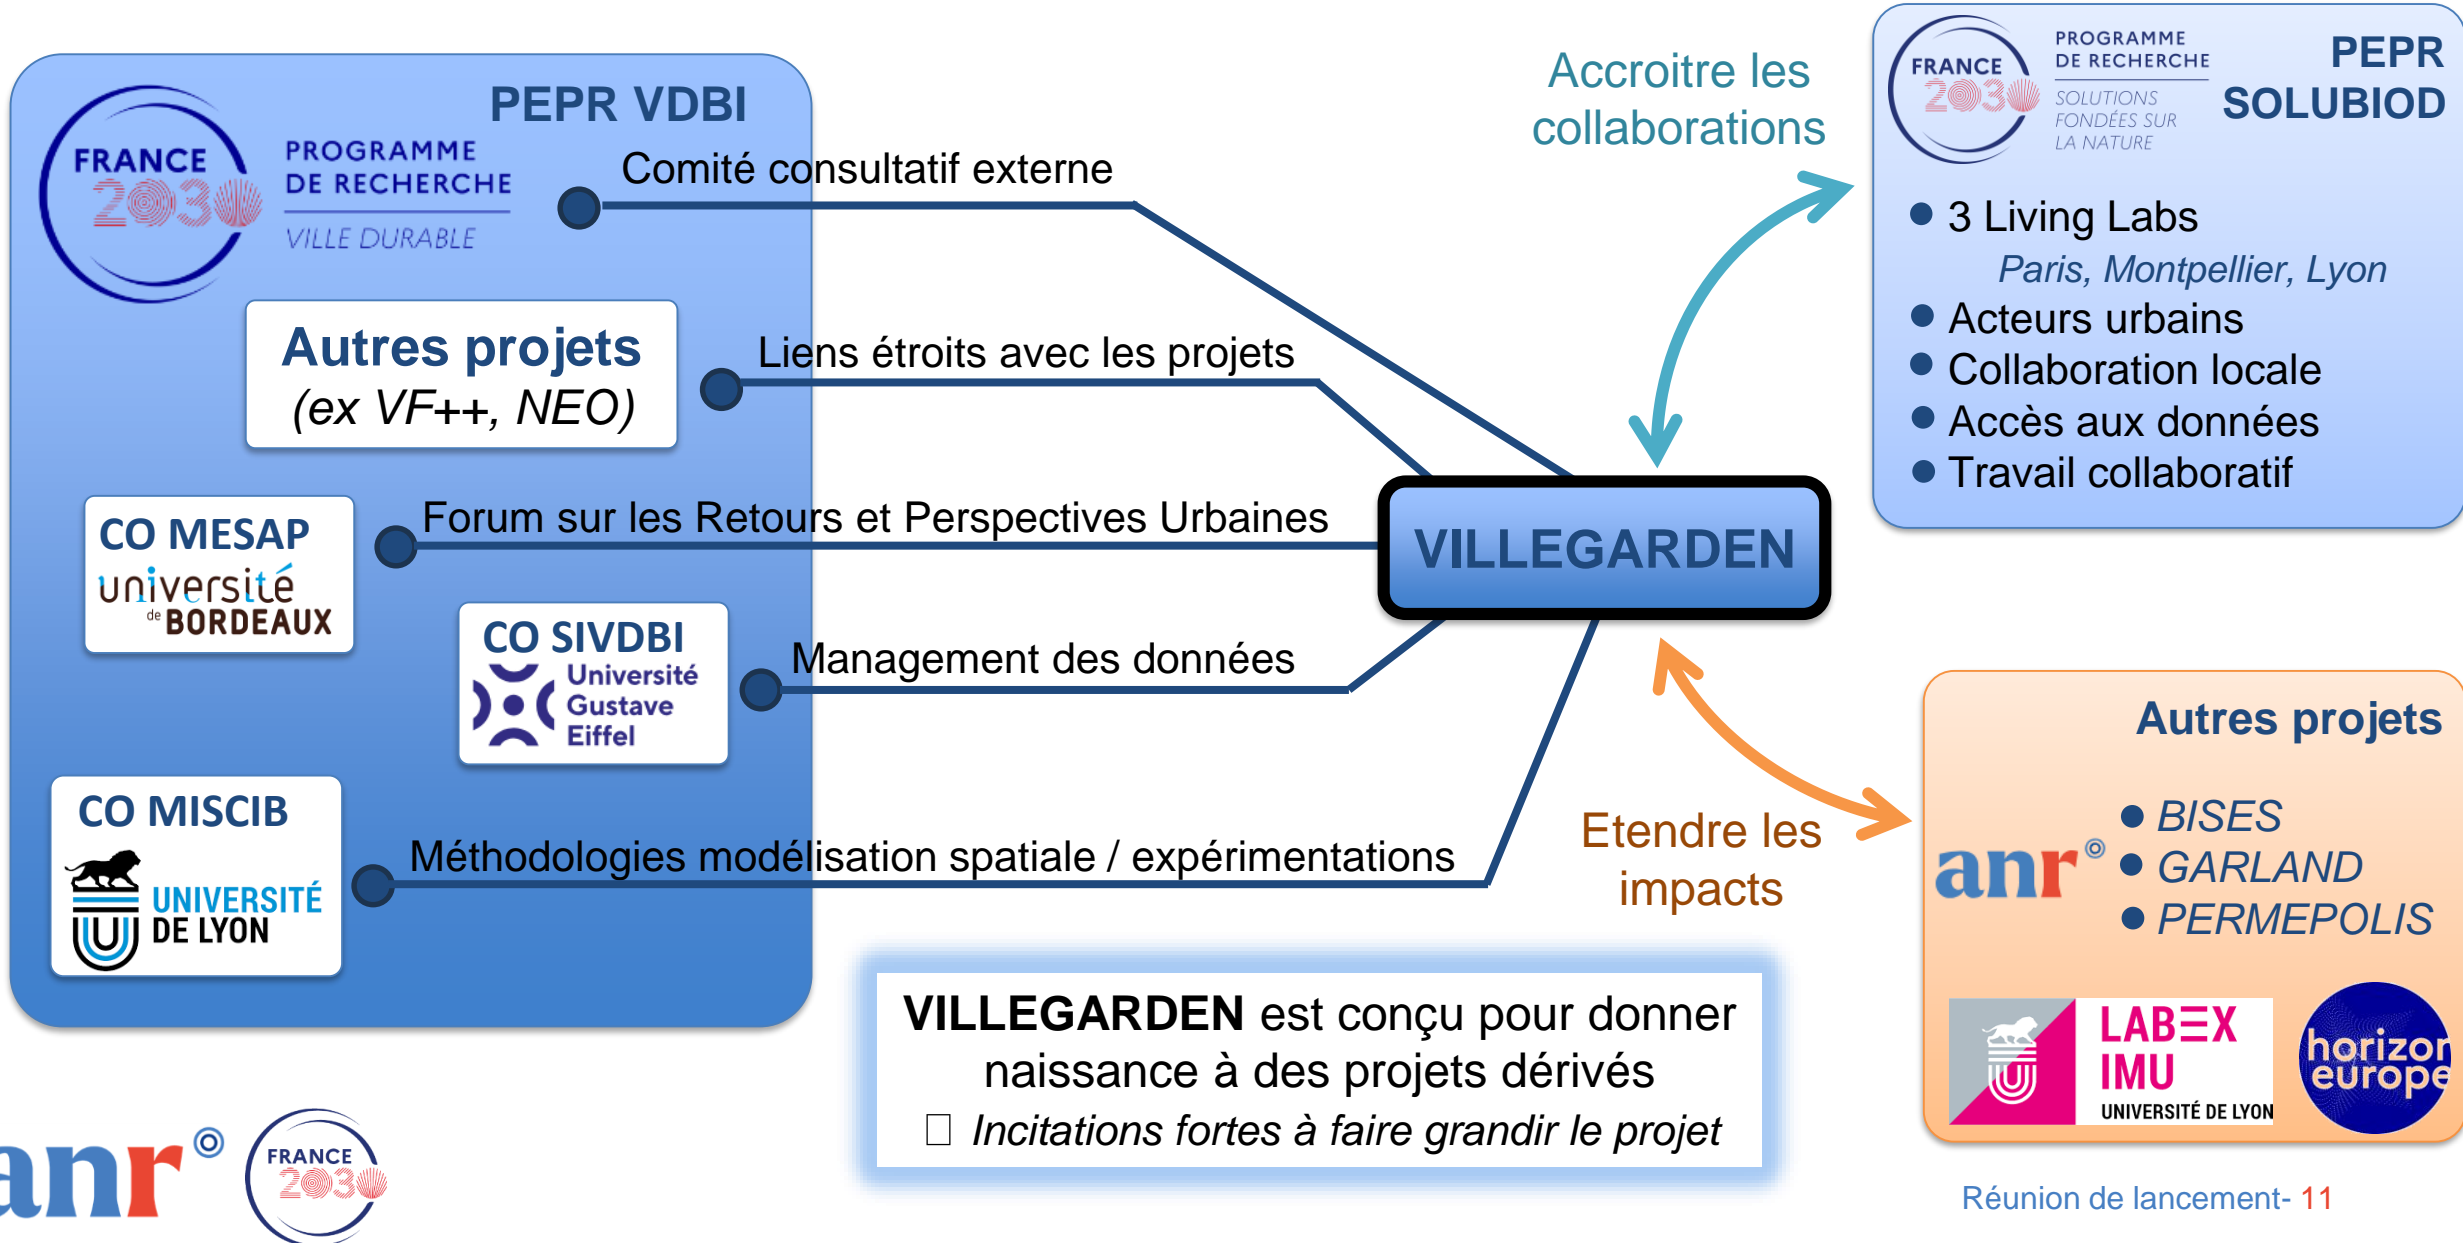 PEPR VDBI
FRANCE
2030
PROGRAMME
DE RECHERCHE
VILLE DURABLE
Comité consultatif externe
Autres projets
(ex VF++, NEO)
Liens étroits avec les projets
CO MESAP
université
de BORDEAUX
Forum sur les Retours et Perspectives Urbaines
CO SIVDBI
Université
Gustave
Eiffel
Management des données
CO MISCIB
UNIVERSITÉ
DE LYON
Méthodologies modélisation spatiale / expérimentations
VILLEGARDEN
Accroitre les
collaborations
FRANCE
2030
PROGRAMME
DE RECHERCHE
SOLUTIONS
FONDÉES SUR
LA NATURE
PEPR
SOLUBIOD
● 3 Living Labs
Paris, Montpellier, Lyon
● Acteurs urbains
● Collaboration locale
● Accès aux données
● Travail collaboratif
Etendre les
impacts
Autres projets
anr
● BISES
● GARLAND
● PERMEPOLIS
LABEX
IMU
UNIVERSITÉ DE LYON
horizon
europe
VILLEGARDEN est conçu pour donner
naissance à des projets dérivés
□ Incitations fortes à faire grandir le projet
anr
FRANCE
2030
Réunion de lancement- 11